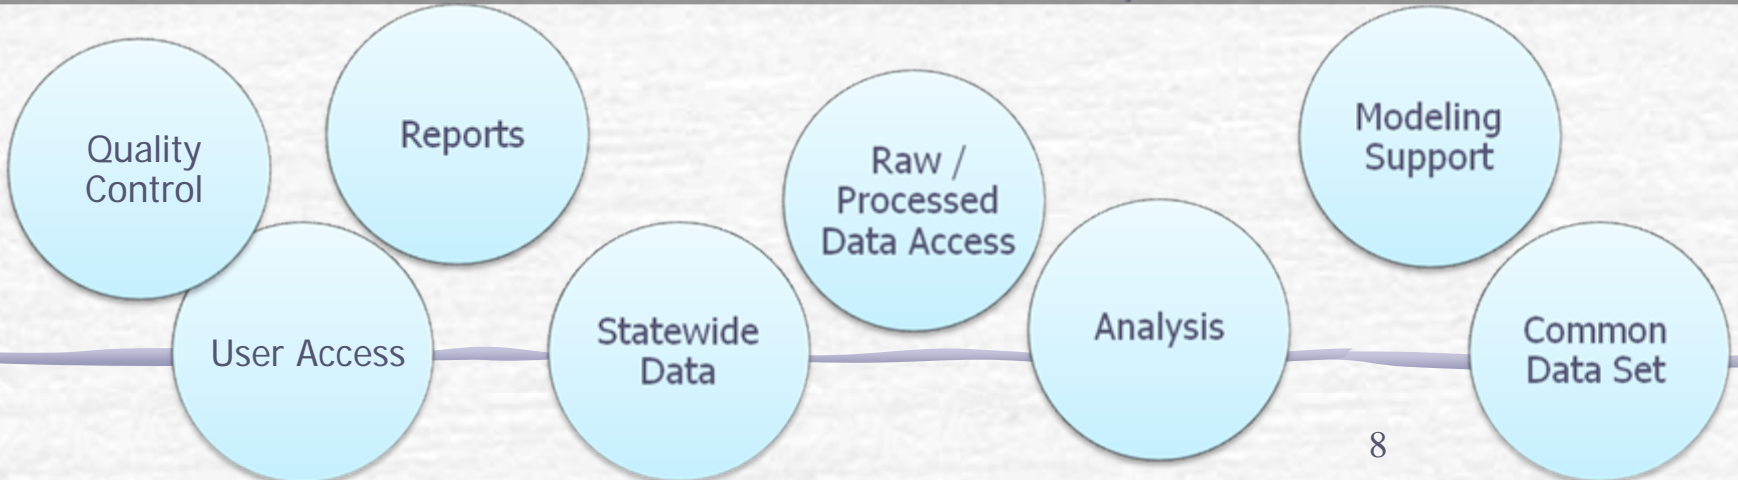 Quality
Control
Reports
User Access
Statewide
Data
Raw /
Processed
Data Access
Analysis
Modeling
Support
Common
Data Set
8